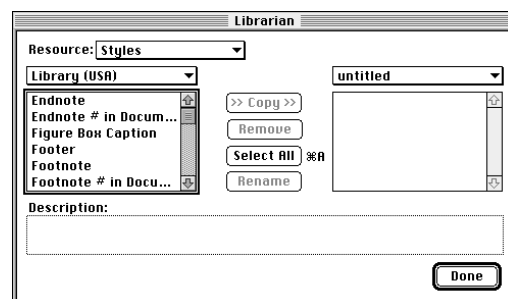 Librarian
Resource: Styles
Library (USA)
untitled
Endnote
Endnote # in Docum...
Figure Box Caption
Footer
Footnote
Footnote # in Docu...
>> Copy >>
Remove
Select All ⌘A
Rename
Description:
Done